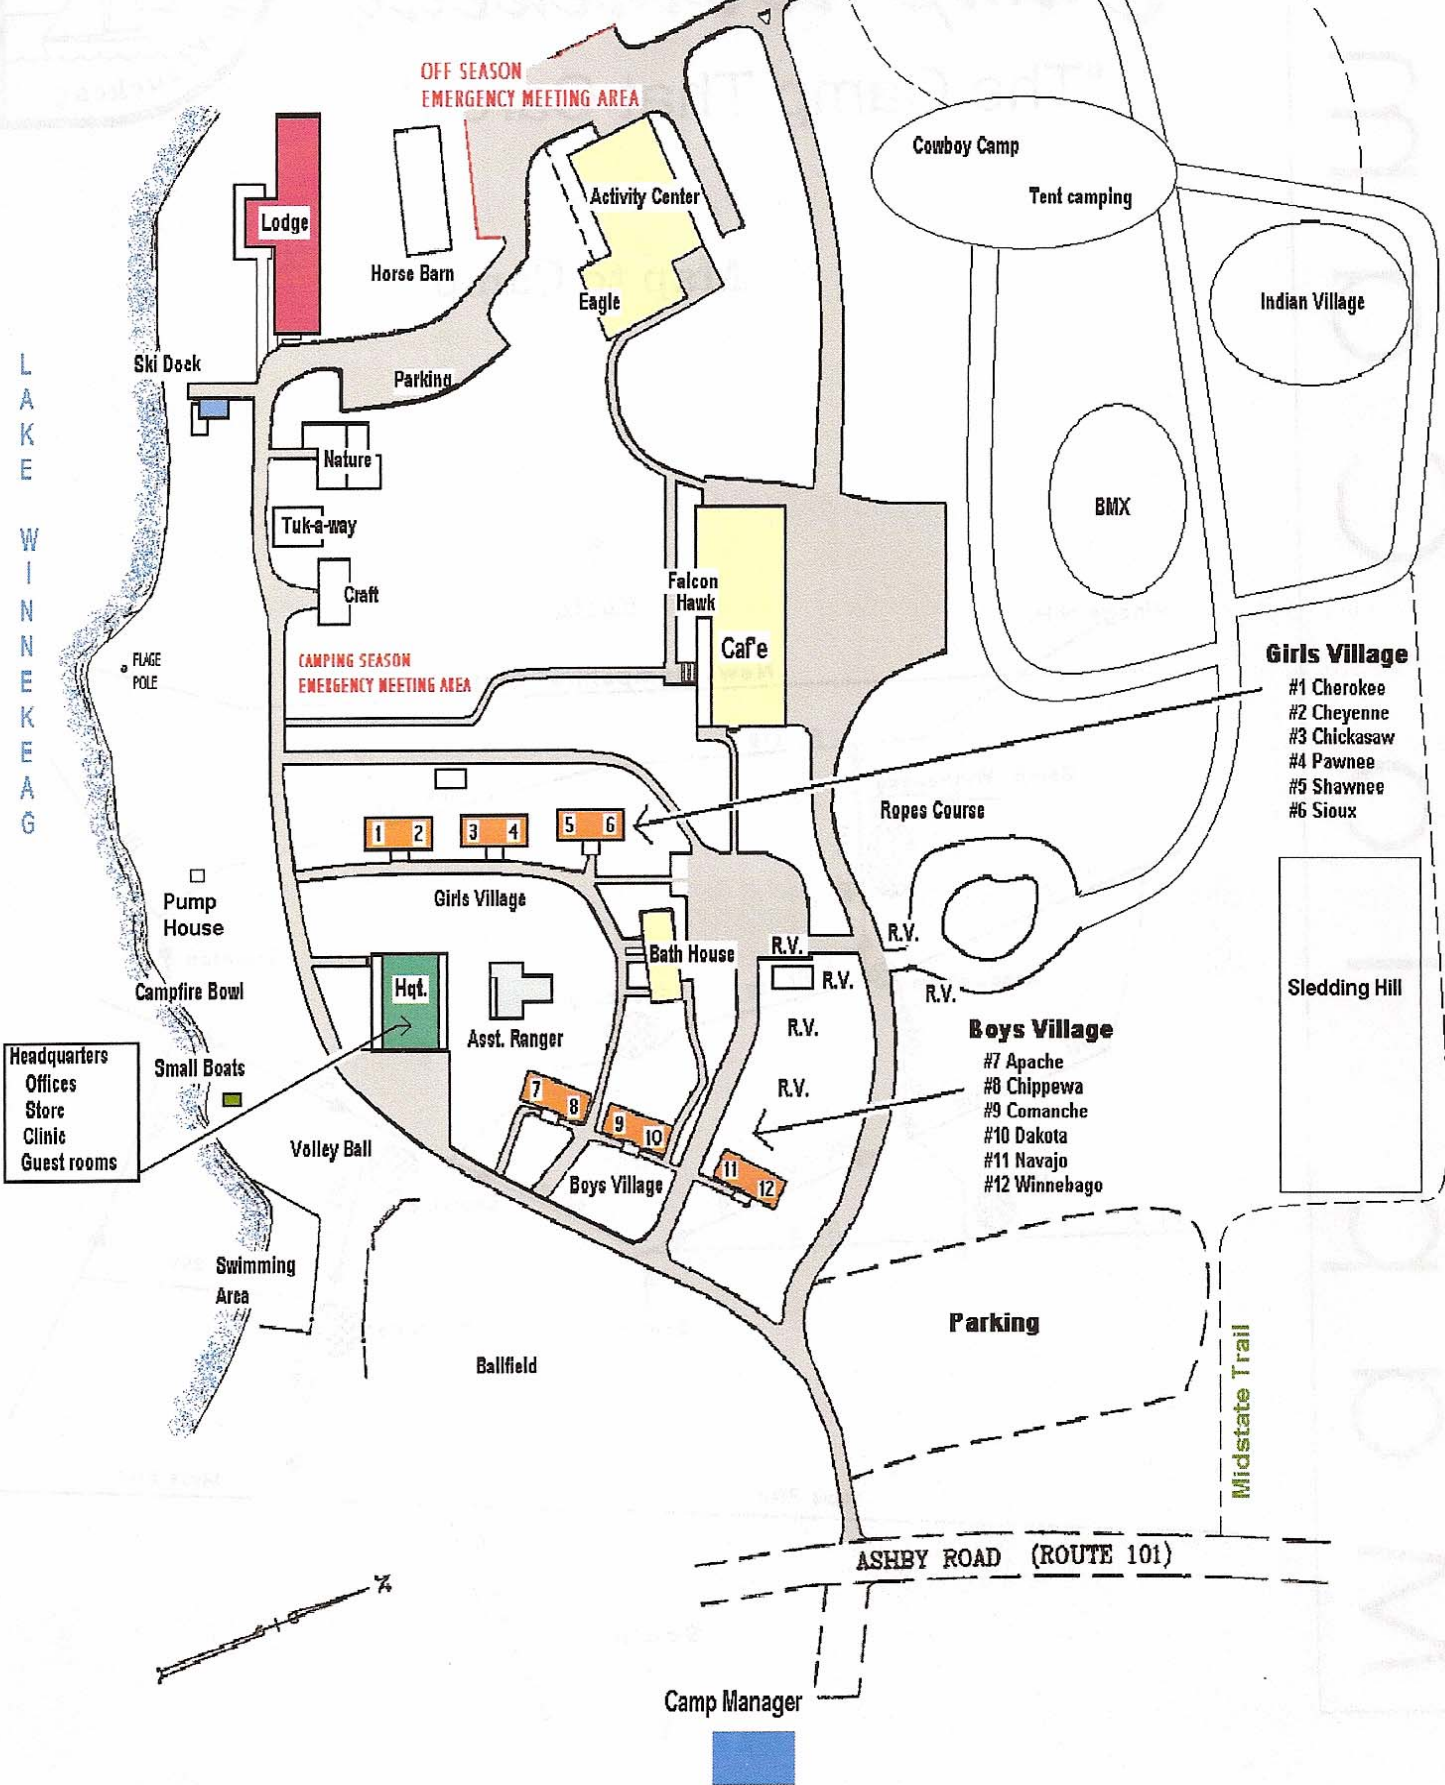 OFF SEASON
EMERGENCY MEETING AREA
Cowboy Camp
Tent camping
Activity Center
Lodge
Horse Barn
Eagle
Indian Village
LAKE WINNEKEAG
Ski Dock
Parking
Nature
BMX
Tuk-a-way
Falcon
Hawk
Craft
Caf'e
CAMPING SEASON
EMERGENCY MEETING AREA
FLAGE
POLE
Girls Village
#1 Cherokee
#2 Cheyenne
#3 Chickasaw
#4 Pawnee
#5 Shawnee
#6 Sioux
Ropes Course
1 2
3 4
5 6
Girls Village
Pump
House
Bath House
R.V.
R.V.
R.V.
R.V.
R.V.
R.V.
Campfire Bowl
Hqt.
Asst. Ranger
Sledding Hill
Headquarters
Offices
Store
Clinic
Guest rooms
Small Boats
Boys Village
#7 Apache
#8 Chippewa
#9 Comanche
#10 Dakota
#11 Navajo
#12 Winnebago
7 8
9 10
11 12
Volley Ball
Boys Village
Swimming
Area
Ballfield
Parking
Midstate Trail
ASHBY ROAD (ROUTE 101)
Camp Manager